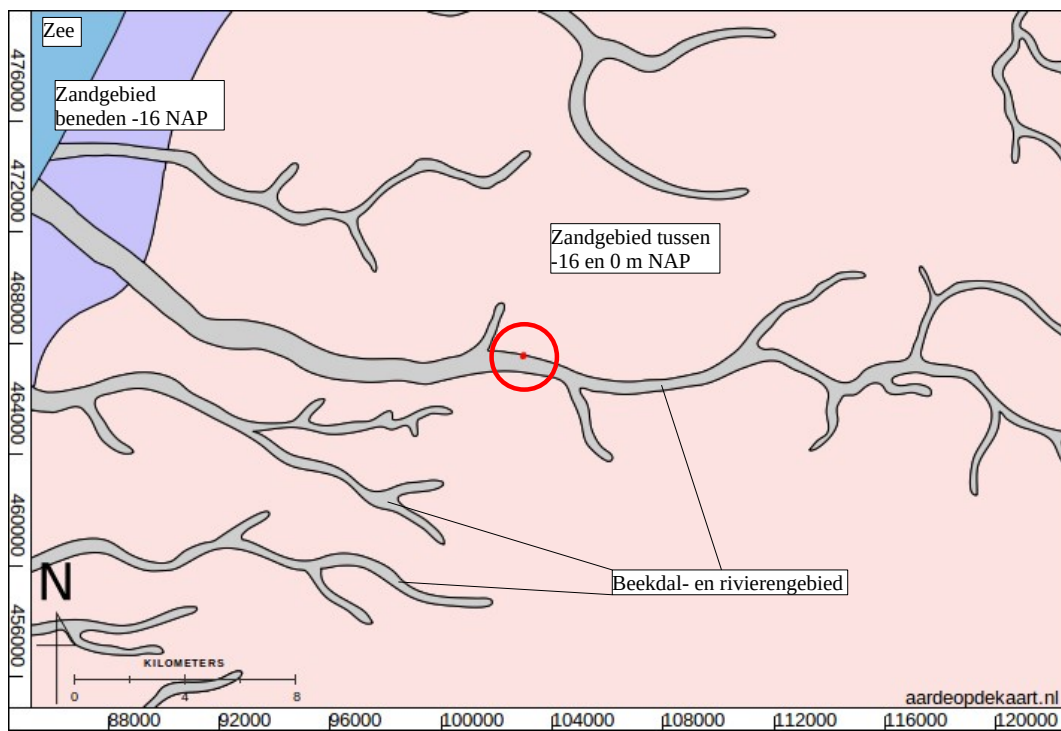 Zee
Zandgebied
beneden -16 NAP
Zandgebied tussen
-16 en 0 m NAP
Beekdal- en rivierengebied
476000
472000
468000
464000
460000
456000
N
KILOMETERS
0 4 8
aardeopdekaart.nl
88000 92000 96000 100000 104000 108000 112000 116000 120000